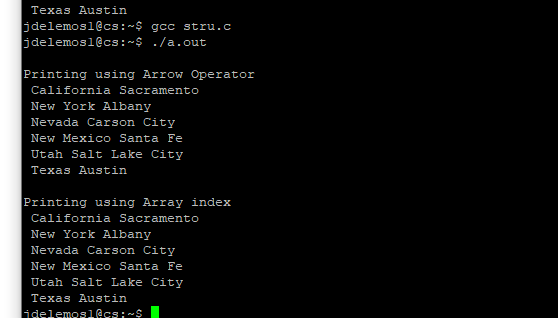 Texas Austin
jdelemos1@cs:~$ gcc stru.c
jdelemos1@cs:~$ ./a.out
Printing using Arrow Operator
California Sacramento
New York Albany
Nevada Carson City
New Mexico Santa Fe
Utah Salt Lake City
Texas Austin
Printing using Array index
California Sacramento
New York Albany
Nevada Carson City
New Mexico Santa Fe
Utah Salt Lake City
Texas Austin
jdelemos1@cs:~$